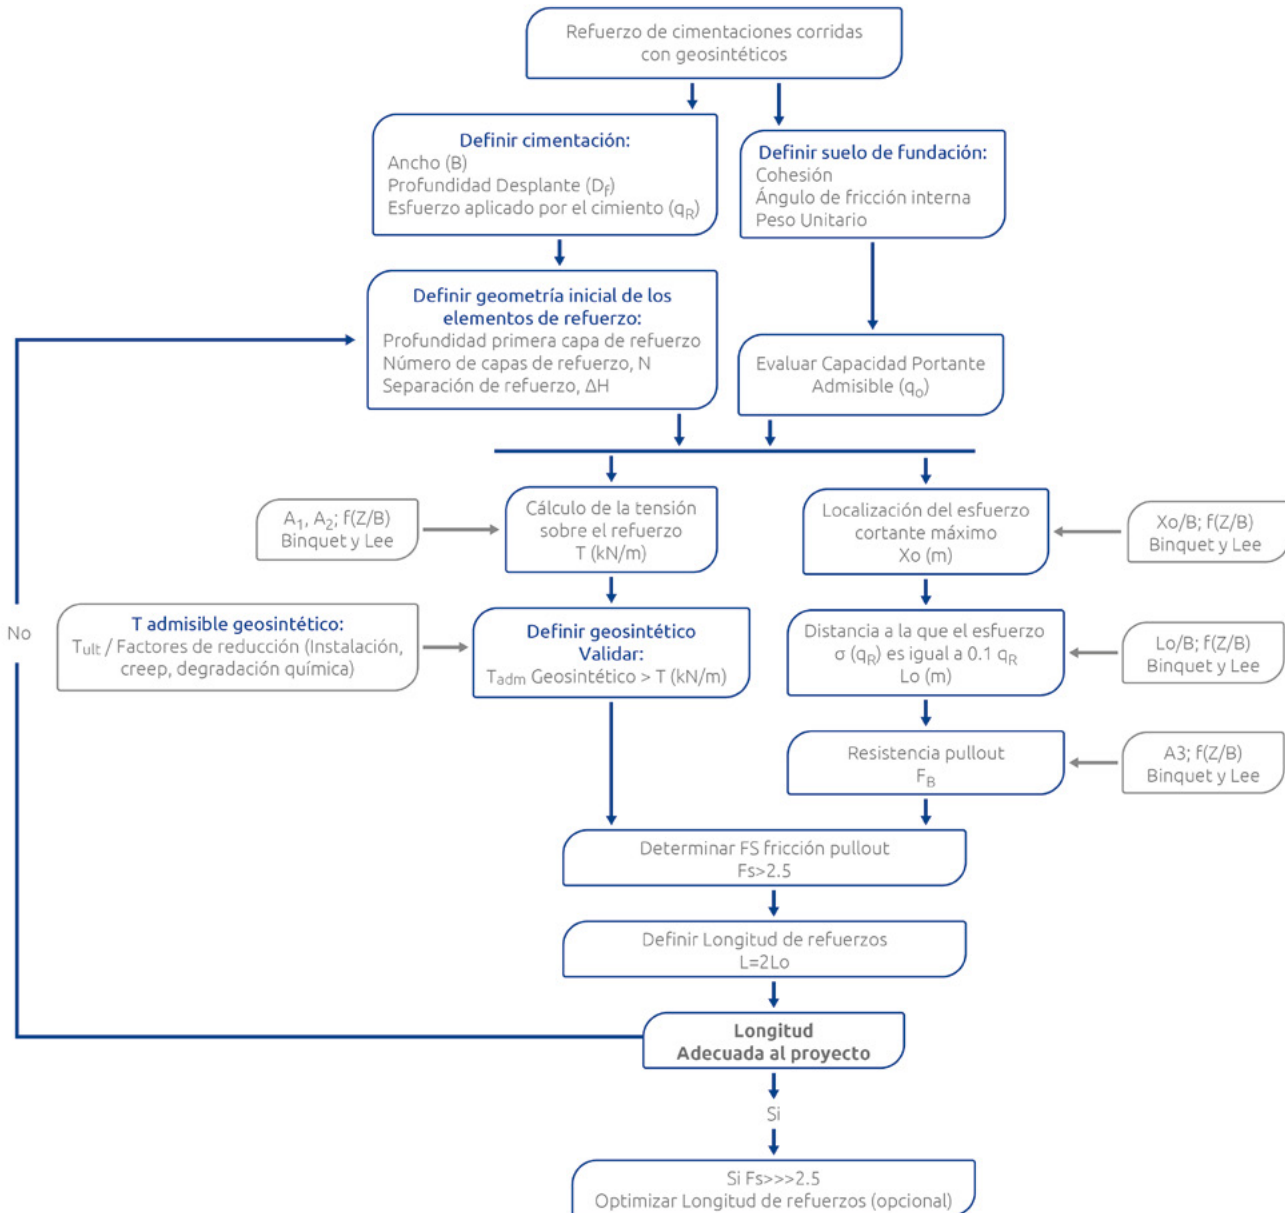 Refuerzo de cimentaciones corridas
con geosintéticos
Definir cimentación:
Ancho (B)
Profundidad Desplante (Df)
Esfuerzo aplicado por el cimiento (qR)
Definir suelo de fundación:
Cohesión
Ángulo de fricción interna
Peso Unitario
Definir geometría inicial de los
elementos de refuerzo:
Profundidad primera capa de refuerzo
Número de capas de refuerzo, N
Separación de refuerzo, ΔH
Evaluar Capacidad Portante
Admisible (qo)
A1, A2; f(Z/B)
Binquet y Lee
Cálculo de la tensión
sobre el refuerzo
T (kN/m)
Localización del esfuerzo
cortante máximo
Xo (m)
Xo/B; f(Z/B)
Binquet y Lee
No
T admisible geosintético:
Tult / Factores de reducción (Instalación,
creep, degradación química)
Definir geosintético
Validar:
Tadm Geosintético > T (kN/m)
Distancia a la que el esfuerzo
σ (qR) es igual a 0.1 qR
Lo (m)
Lo/B; f(Z/B)
Binquet y Lee
Resistencia pullout
FB
A3; f(Z/B)
Binquet y Lee
Determinar FS fricción pullout
Fs>2.5
Definir Longitud de refuerzos
L=2Lo
Longitud
Adecuada al proyecto
Si
Si Fs>>>2.5
Optimizar Longitud de refuerzos (opcional)